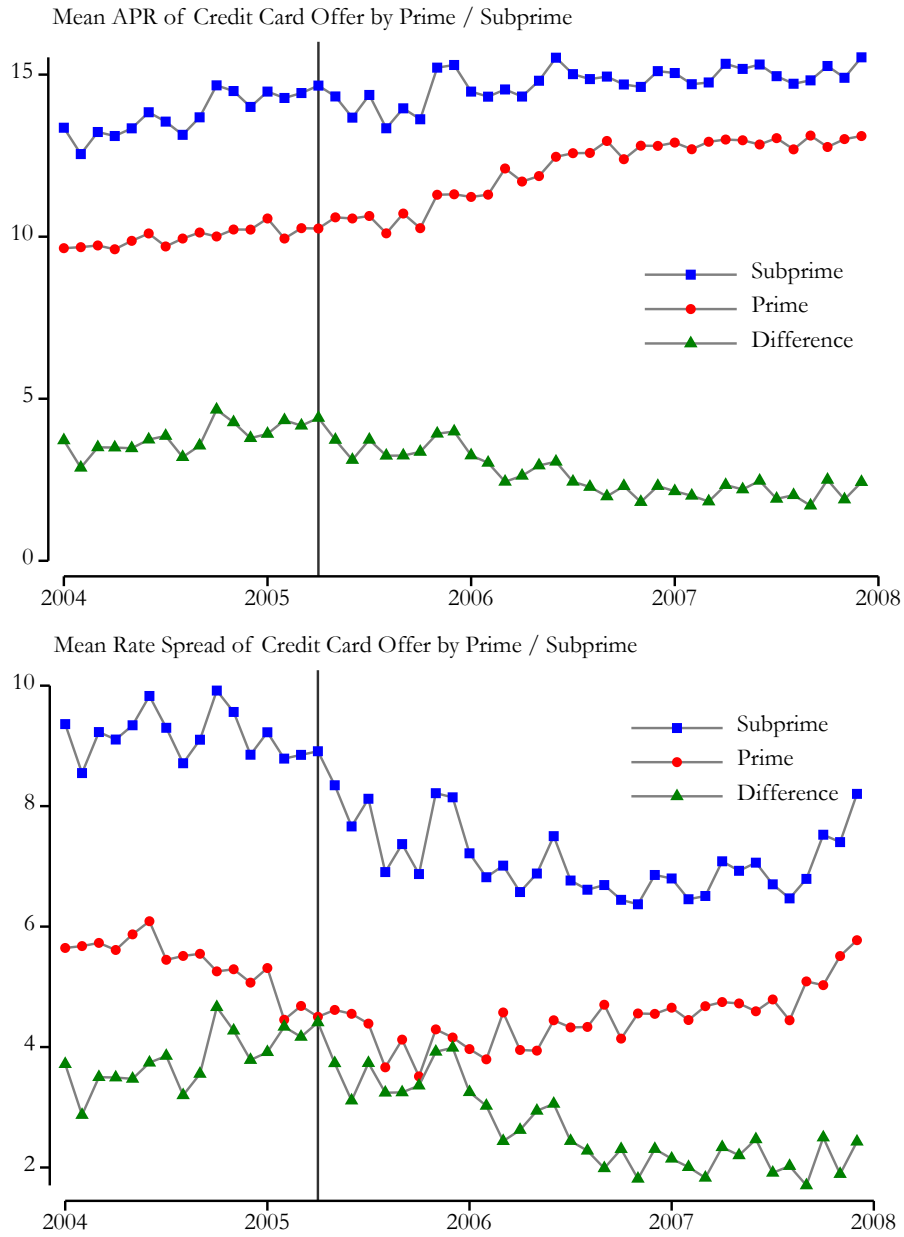 Mean APR of Credit Card Offer by Prime / Subprime
15
10
Subprime
Prime
Difference
5
0
2004 2005 2006 2007 2008
Mean Rate Spread of Credit Card Offer by Prime / Subprime
10
Subprime
Prime
Difference
8
6
4
2
2004 2005 2006 2007 2008